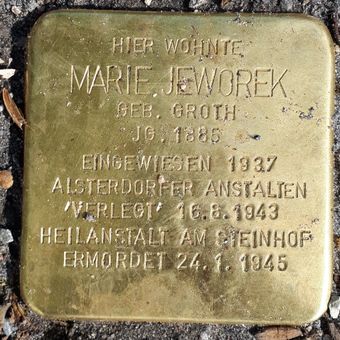 HIER WOHNTE
MARIE JEWOREK
GEB. GROTH
JG. 1885
EINGEWIESEN 1937
ALSTERDORFER ANSTALTEN
'VERLEGT' 16.8.1943
HEILANSTALT AM STEINHOF
ERMORDET 24.1.1945